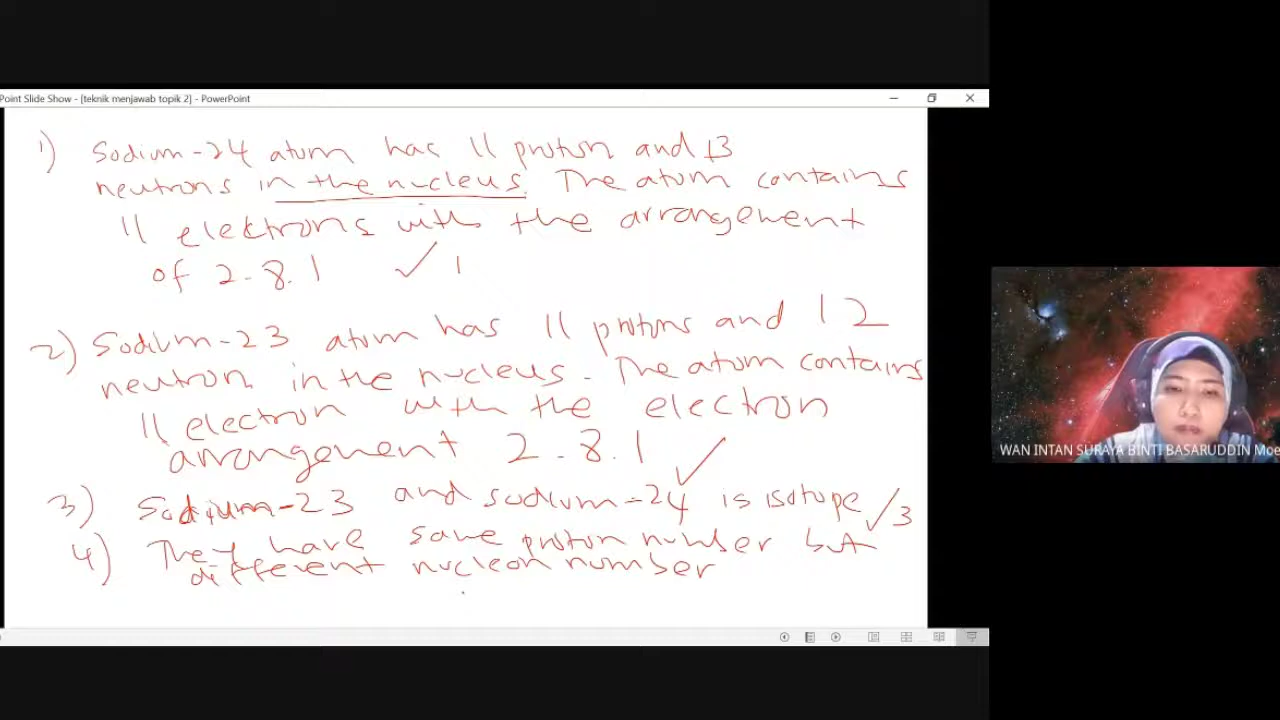 Point Slide Show - [teknik menjawab topik 2] - PowerPoint
1) Sodium-24 atom has 11 proton and 13
neutrons in the nucleus. The atom contains
11 electrons with the arrangement
of 2.8.1 ✓ 1
2) Sodium-23 atom has 11 protons and 12
neutron in the nucleus. The atom contains
11 electron with the electron
arrangement 2.8.1 ✓
3) Sodium-23 and sodium-24 is isotope ✓3
4) They have same proton number but
different nucleon number
WAN INTAN SURAYA BINTI BASARUDDIN Moe